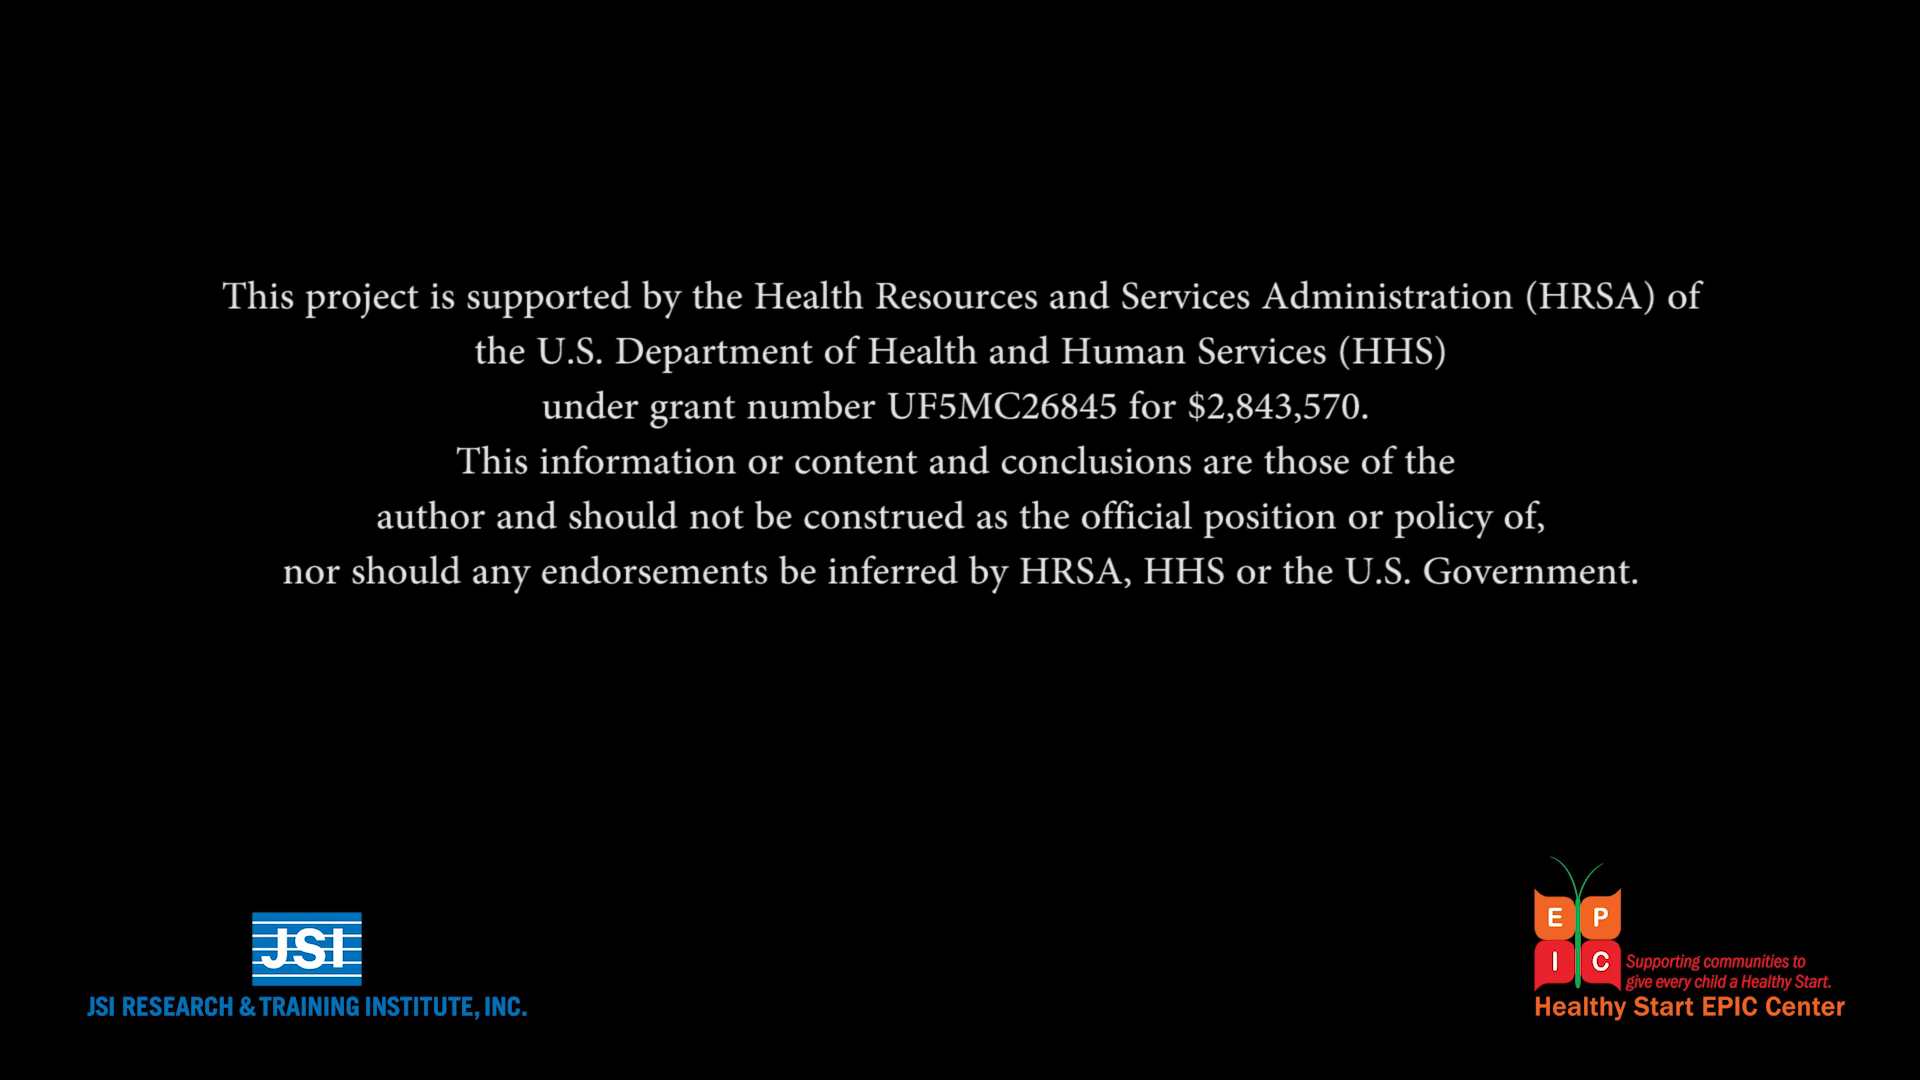 This project is supported by the Health Resources and Services Administration (HRSA) of
the U.S. Department of Health and Human Services (HHS)
under grant number UF5MC26845 for $2,843,570.
This information or content and conclusions are those of the
author and should not be construed as the official position or policy of,
nor should any endorsements be inferred by HRSA, HHS or the U.S. Government.
JSI
JSI RESEARCH & TRAINING INSTITUTE, INC.
E P
I C
Supporting communities to
give every child a Healthy Start.
Healthy Start EPIC Center